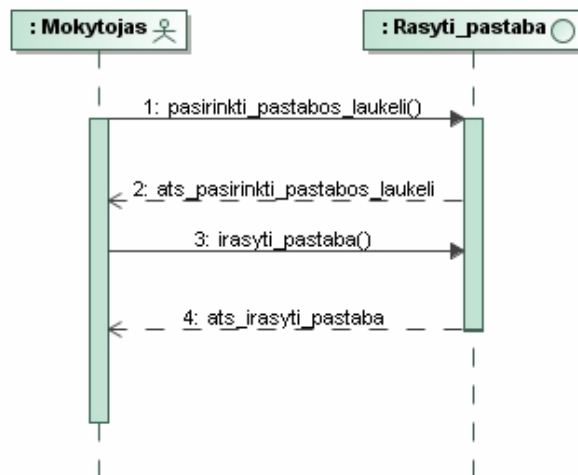 : Mokytojas
: Rasyti_pastaba
1: pasirinkti_pastabos_laukeli()
2: ats_pasirinkti_pastabos_laukeli
3: irasyti_pastaba()
4: ats_irasyti_pastaba